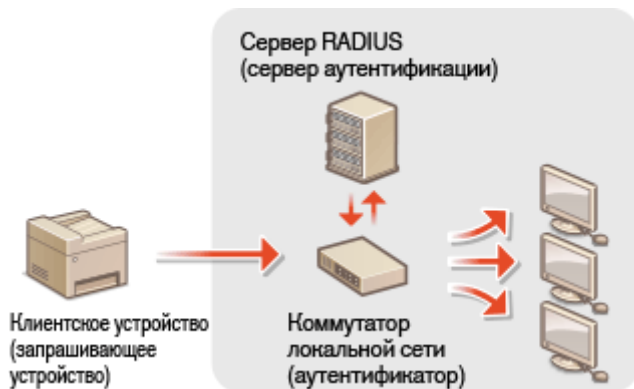 Сервер RADIUS
(сервер аутентификации)
Клиентское устройство
(запрашивающее
устройство)
Коммутатор
локальной сети
(аутентификатор)